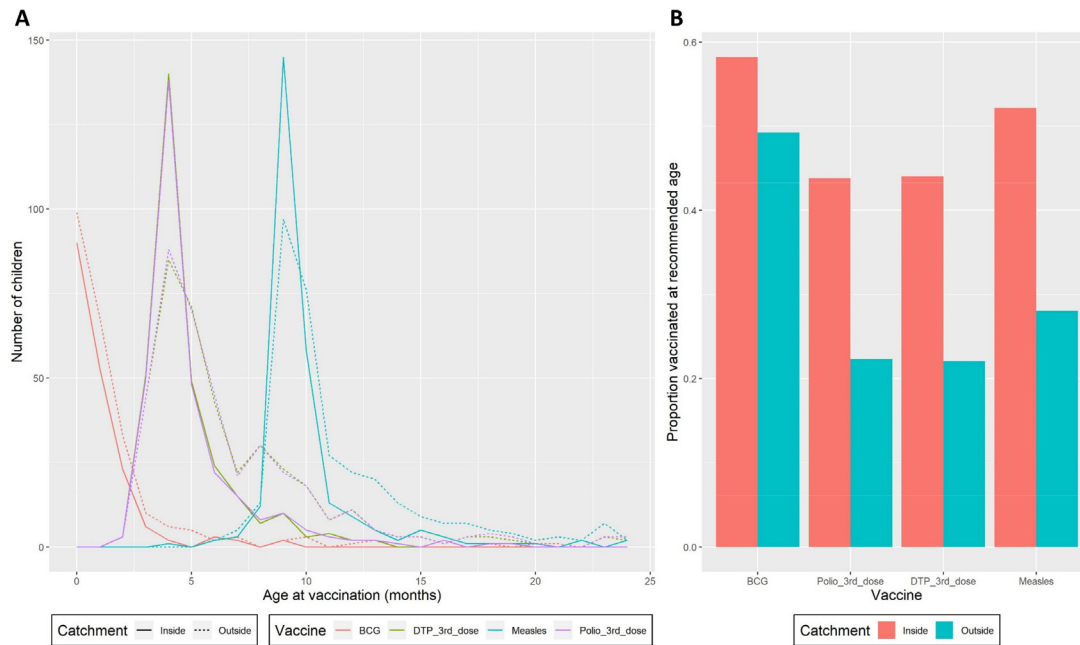 A
150
100
50
0
Number of children
0 5 10 15 20 25
Age at vaccination (months)
Catchment Inside Outside
Vaccine BCG DTP_3rd_dose Measles Polio_3rd_dose
B
0.6
0.4
0.2
0.0
Proportion vaccinated at recommended age
BCG Polio_3rd_dose DTP_3rd_dose Measles
Vaccine
Catchment Inside Outside